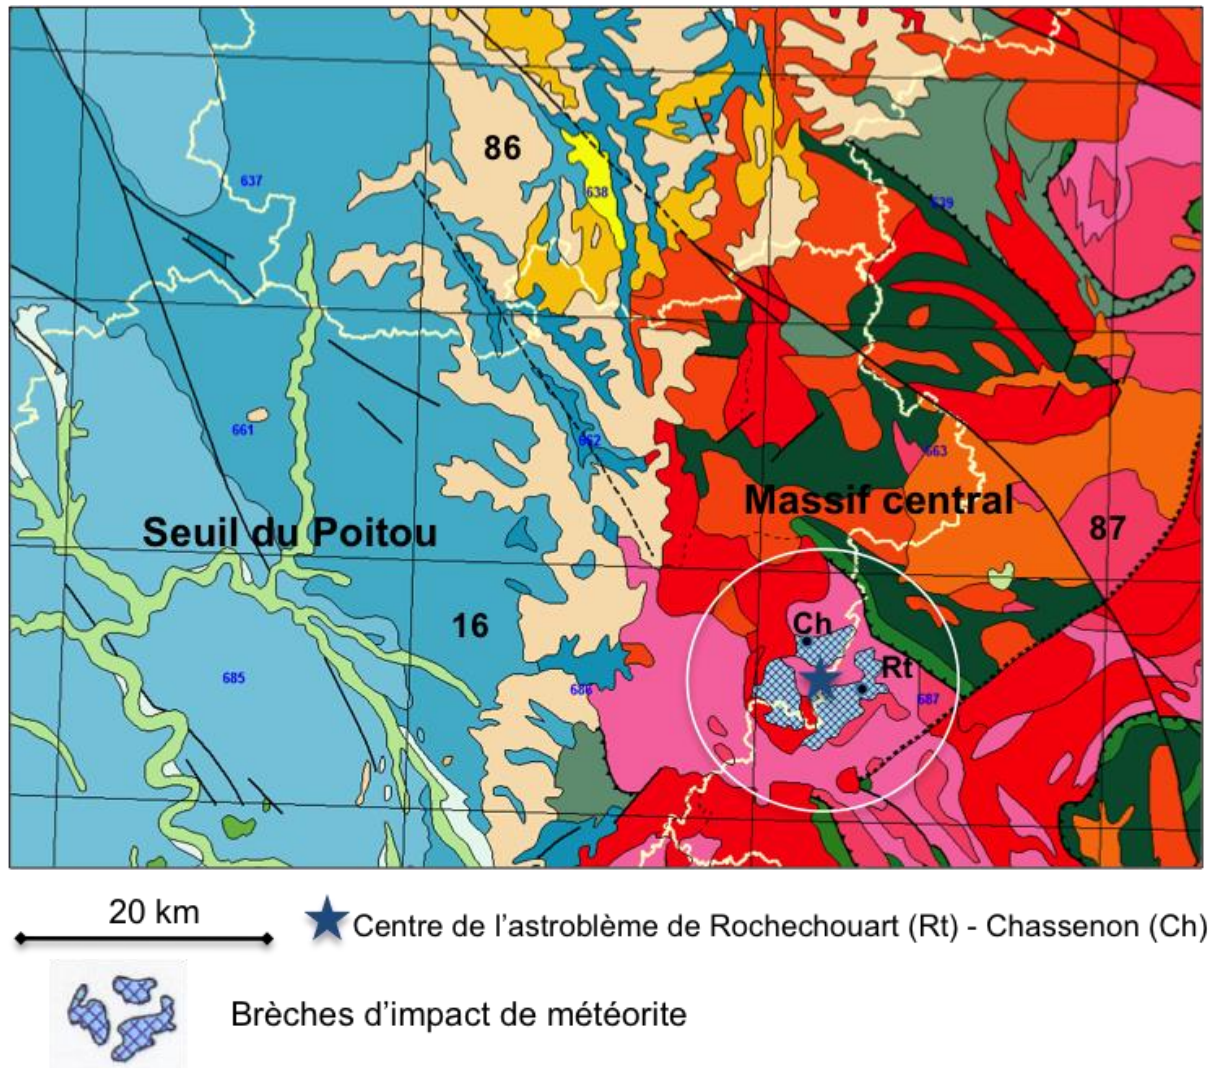 86
637
638
639
661
662
663
Massif central
Seuil du Poitou
87
16
Ch
Rt
685
686
687
20 km
Centre de l'astroblème de Rochechouart (Rt) - Chassenon (Ch)
Brèches d'impact de météorite